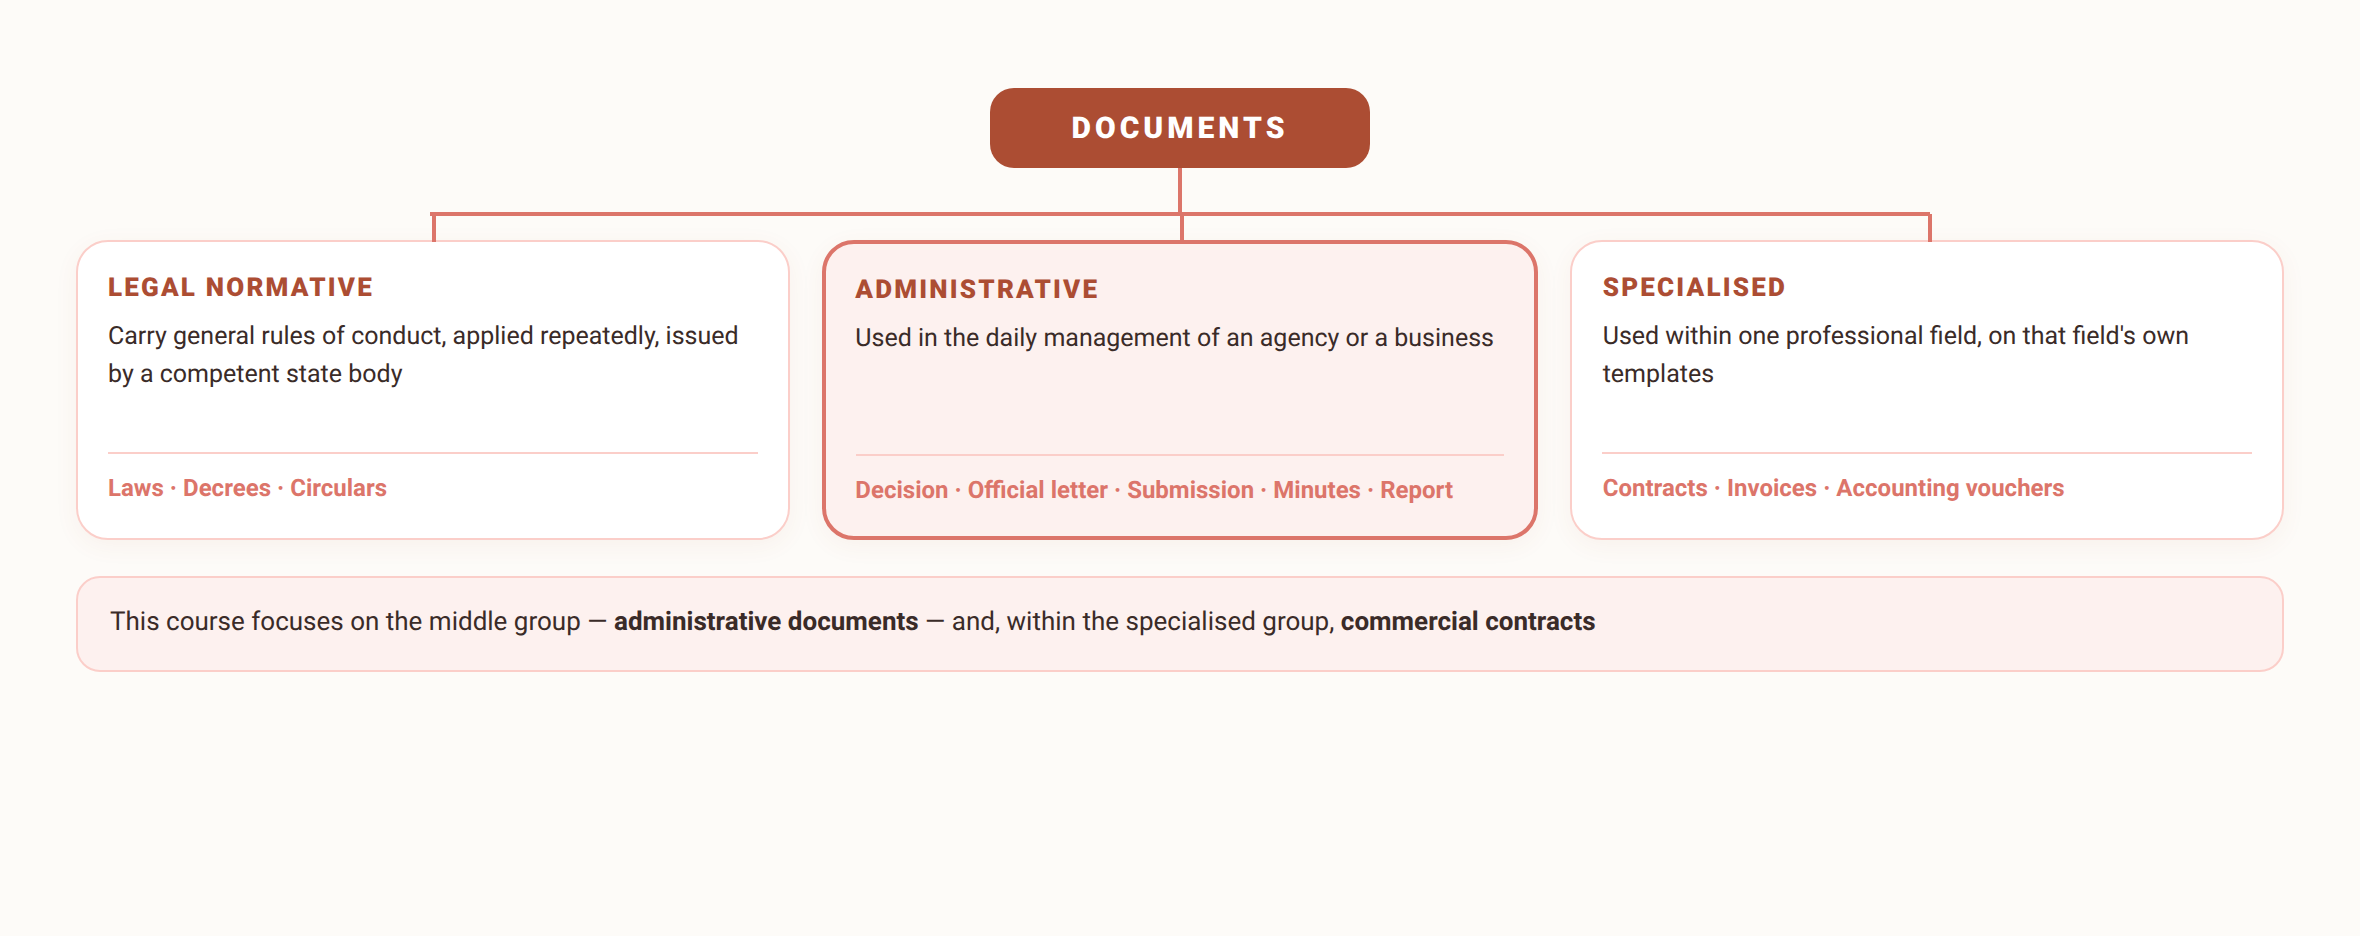 DOCUMENTS
LEGAL NORMATIVE
Carry general rules of conduct, applied repeatedly, issued
by a competent state body
Laws · Decrees · Circulars
ADMINISTRATIVE
Used in the daily management of an agency or a business
Decision · Official letter · Submission · Minutes · Report
SPECIALISED
Used within one professional field, on that field's own
templates
Contracts · Invoices · Accounting vouchers
This course focuses on the middle group — administrative documents — and, within the specialised group, commercial contracts